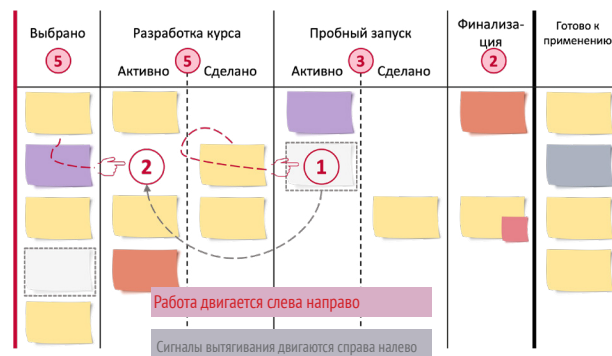 Выбрано
5
Разработка курса
Активно
5
Сделано
Пробный запуск
Активно
3
Сделано
Финализа-
ция
2
Готово к
применению
2
1
Работа двигается слева направо
Сигналы вытягивания двигаются справа налево